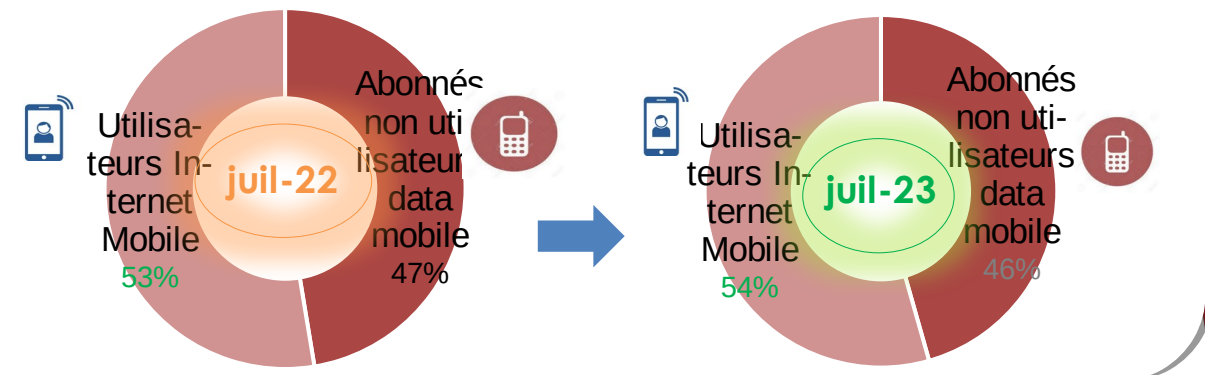 Utilisa-
teurs In-
ternet
Mobile
53%
juil-22
Abonnés
non uti
lisateur
data
mobile
47%
Utilisa-
teurs In-
ternet
Mobile
54%
juil-23
Abonnés
non uti-
lisateurs
data
mobile
46%